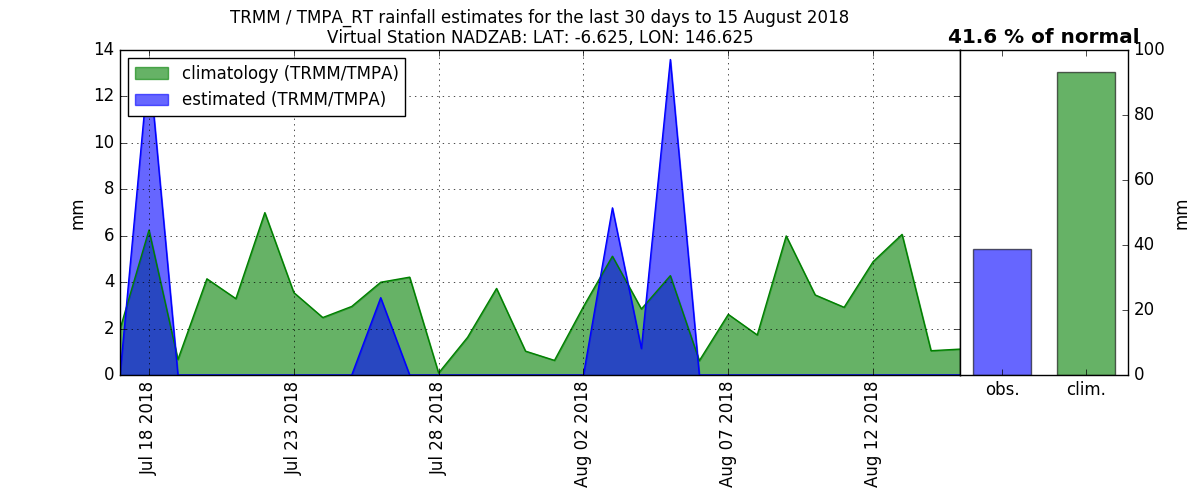 TRMM / TMPA_RT rainfall estimates for the last 30 days to 15 August 2018
Virtual Station NADZAB: LAT: -6.625, LON: 146.625
41.6 % of normal
climatology (TRMM/TMPA)
estimated (TRMM/TMPA)
14
12
10
8
6
4
2
0
mm
Jul 18 2018
Jul 23 2018
Jul 28 2018
Aug 02 2018
Aug 07 2018
Aug 12 2018
100
80
60
40
20
0
mm
obs.
clim.